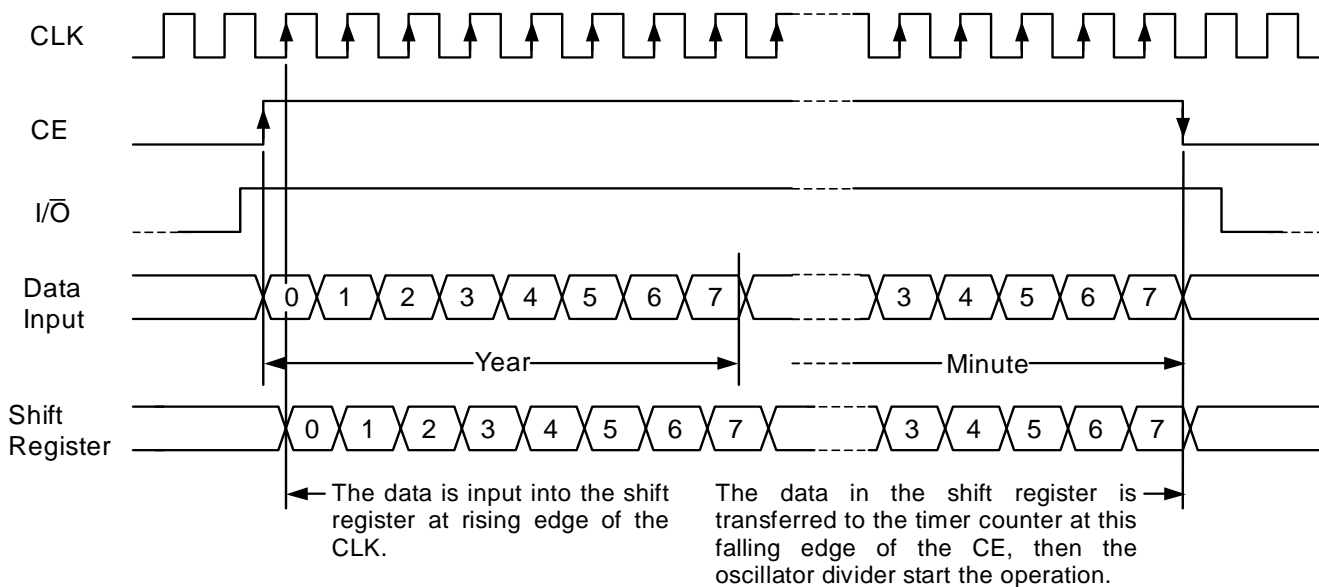 CLK
CE
I/O̅
Data
Input
0 1 2 3 4 5 6 7 3 4 5 6 7
Year Minute
Shift
Register
0 1 2 3 4 5 6 7 3 4 5 6 7
The data is input into the shift
register at rising edge of the
CLK.
The data in the shift register is
transferred to the timer counter at this
falling edge of the CE, then the
oscillator divider start the operation.